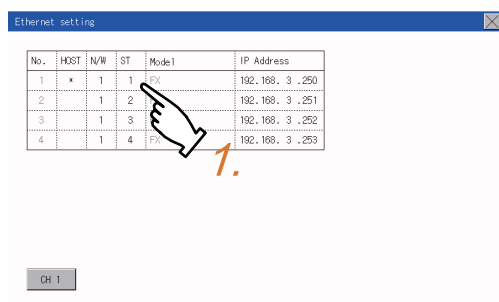 Ethernet setting
No. HOST N/W ST Model IP Address
1 * 1 1 FX 192.168. 3 .250
2 1 2 192.168. 3 .251
3 1 3 192.168. 3 .252
4 1 4 FX 192.168. 3 .253
1.
CH 1